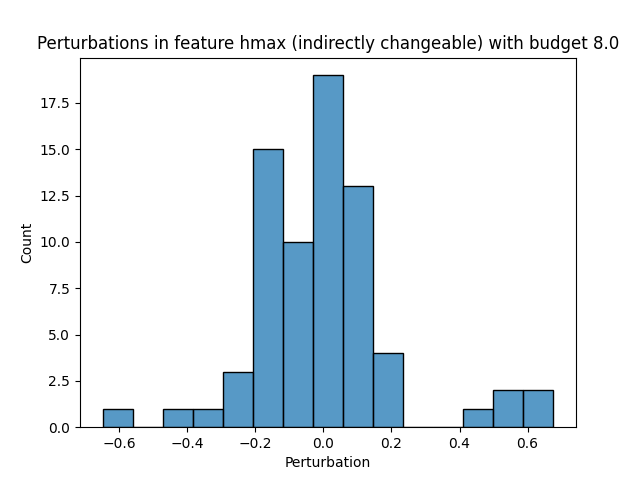 Perturbations in feature hmax (indirectly changeable) with budget 8.0
17.5
15.0
12.5
10.0
7.5
5.0
2.5
0.0
Count
−0.6 −0.4 −0.2 0.0 0.2 0.4 0.6
Perturbation